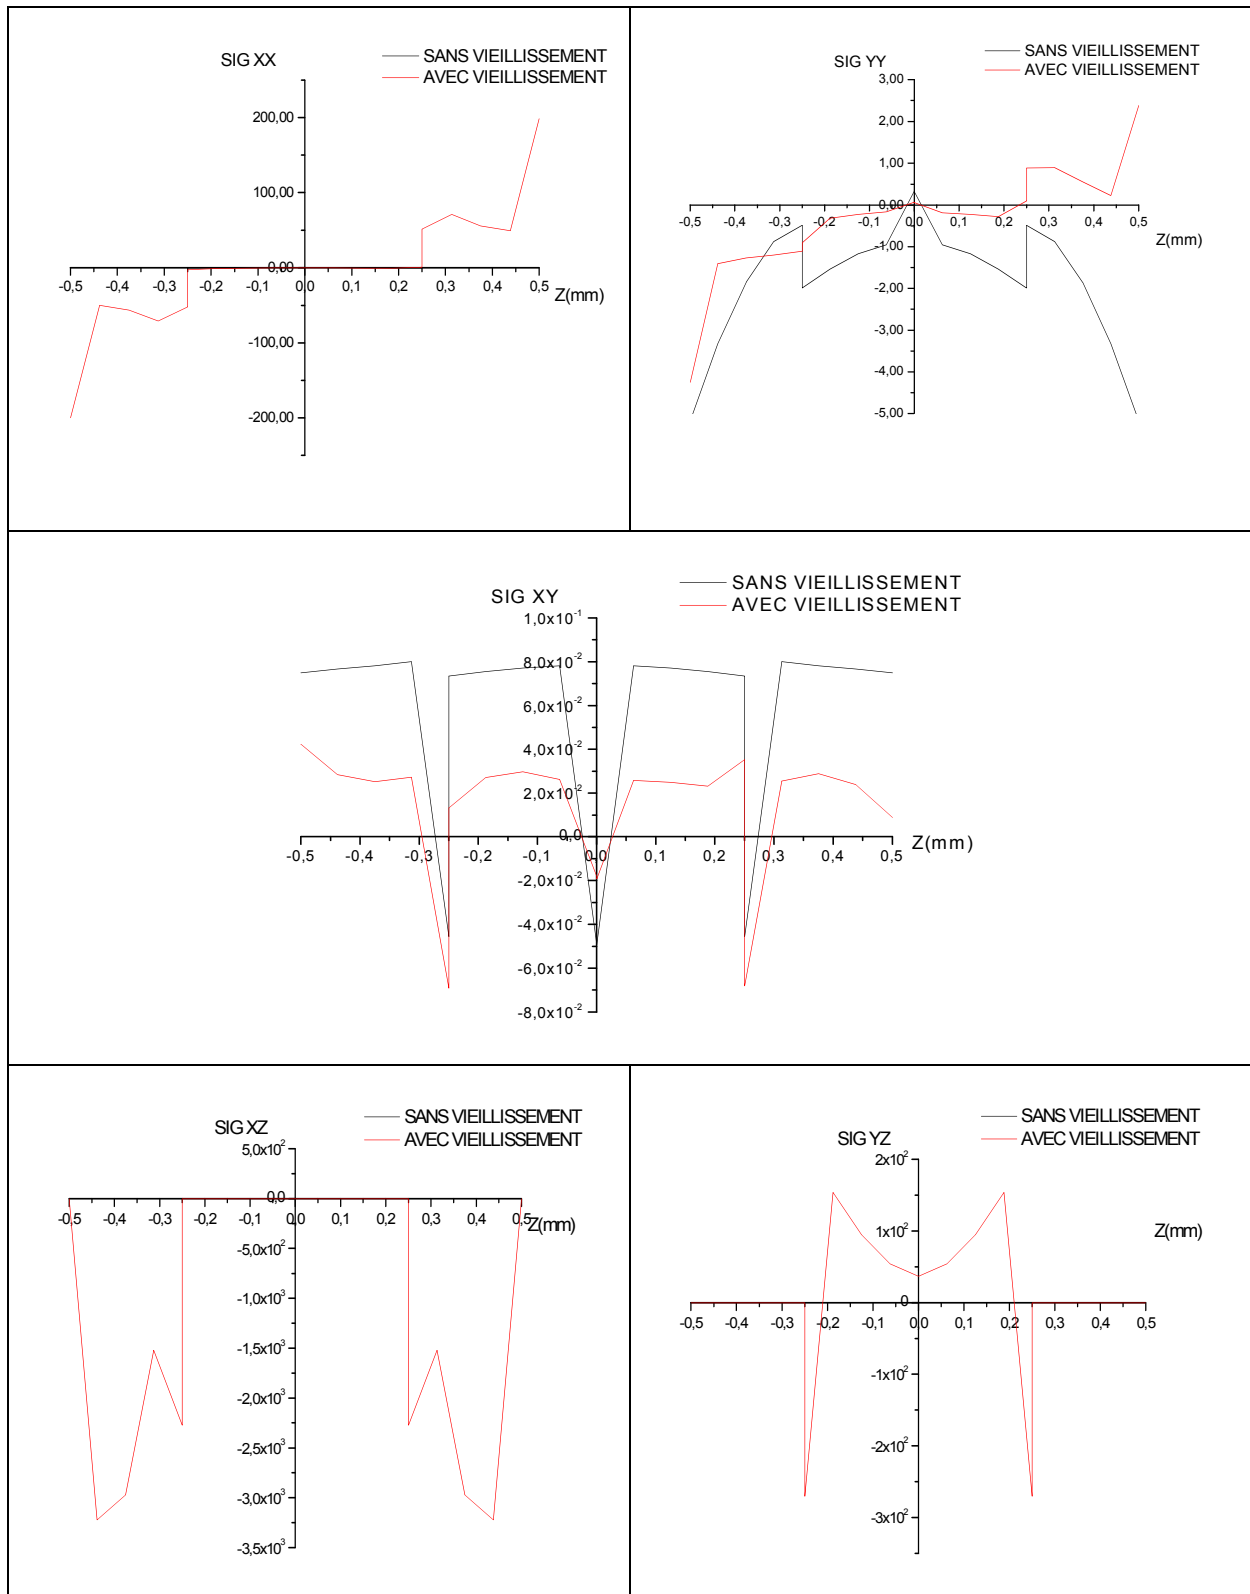 SIG XX
SANS VIEILLISSEMENT
AVEC VIEILLISSEMENT
200,00
100,00
0,00
-100,00
-200,00
-0,5 -0,4 -0,3 -0,2 -0,1 0,0 0,1 0,2 0,3 0,4 0,5
Z(mm)
SIG YY
SANS VIEILLISSEMENT
AVEC VIEILLISSEMENT
3,00
2,00
1,00
0,00
-1,00
-2,00
-3,00
-4,00
-5,00
-0,5 -0,4 -0,3 -0,2 -0,1 0,0 0,1 0,2 0,3 0,4 0,5
Z(mm)
SIG XY
SANS VIEILLISSEMENT
AVEC VIEILLISSEMENT
1,0x10⁻¹
8,0x10⁻²
6,0x10⁻²
4,0x10⁻²
2,0x10⁻²
0,0
-2,0x10⁻²
-4,0x10⁻²
-6,0x10⁻²
-8,0x10⁻²
-0,5 -0,4 -0,3 -0,2 -0,1 0,0 0,1 0,2 0,3 0,4 0,5
Z(mm)
SIG XZ
SANS VIEILLISSEMENT
AVEC VIEILLISSEMENT
5,0x10²
0,0
-5,0x10²
-1,0x10³
-1,5x10³
-2,0x10³
-2,5x10³
-3,0x10³
-3,5x10³
-0,5 -0,4 -0,3 -0,2 -0,1 0,0 0,1 0,2 0,3 0,4 0,5
Z(mm)
SIG YZ
SANS VIEILLISSEMENT
AVEC VIEILLISSEMENT
2x10²
1x10²
0
-1x10²
-2x10²
-3x10²
-0,5 -0,4 -0,3 -0,2 -0,1 0,0 0,1 0,2 0,3 0,4 0,5
Z(mm)